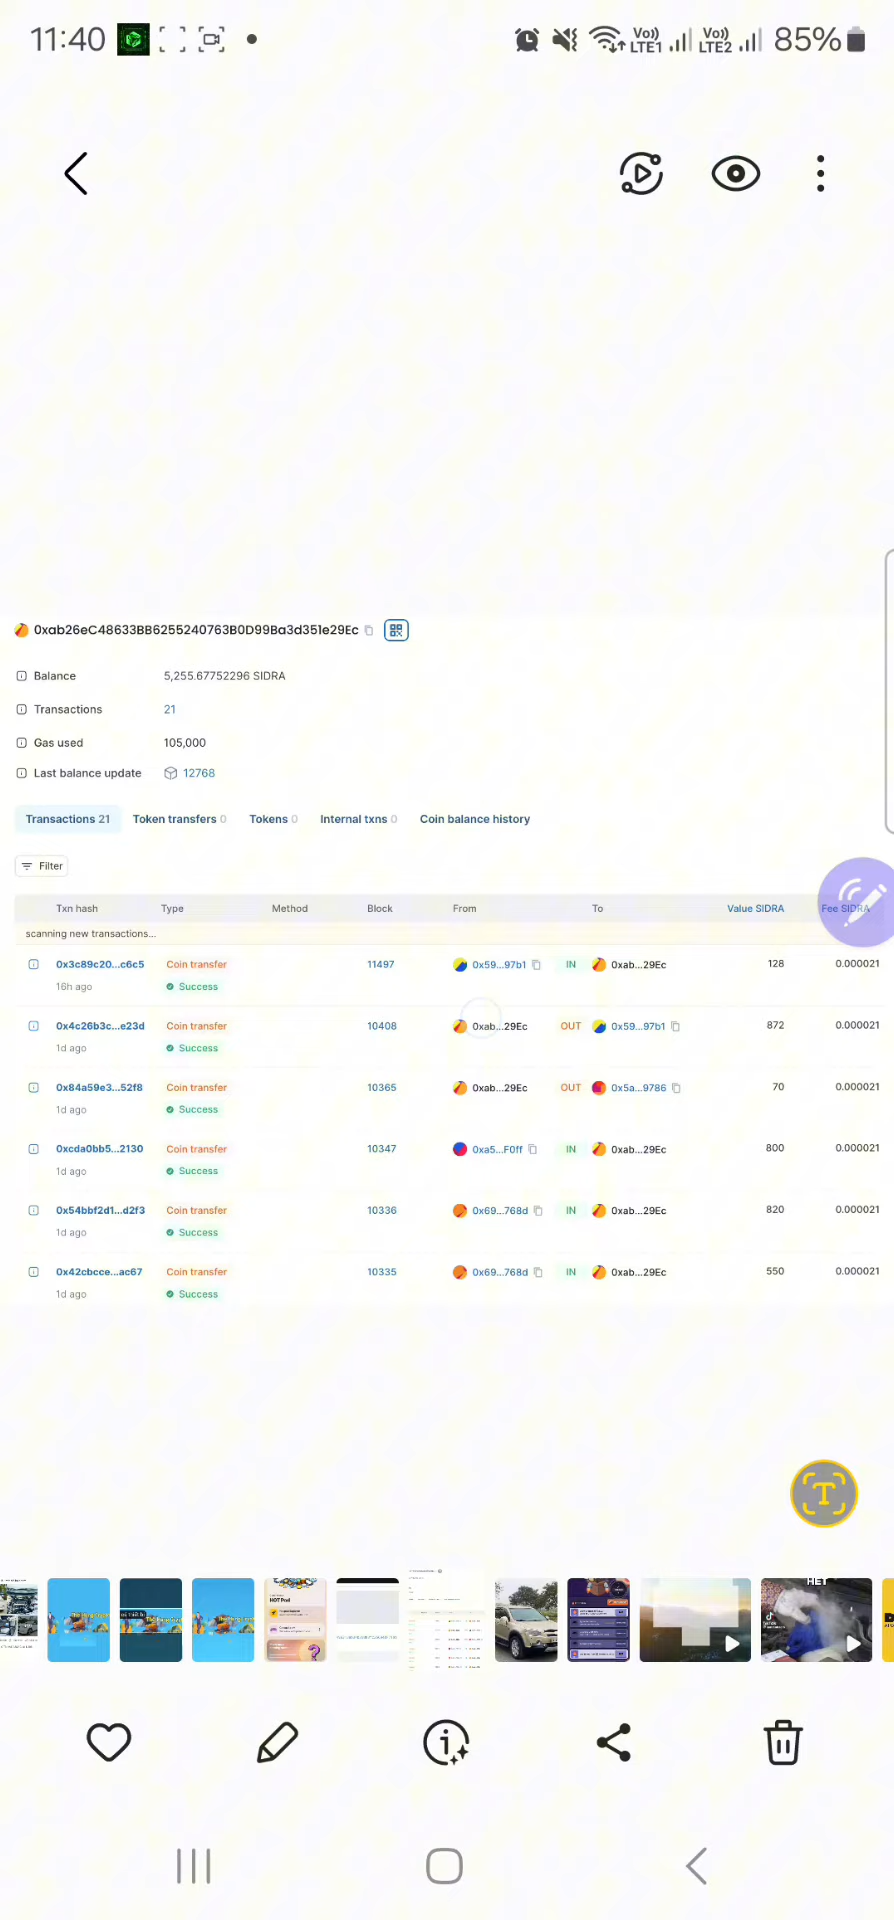 11:40
Vo)) LTE1 Vo)) LTE2 85%
0xab26eC48633BB6255240763B0D99Ba3d351e29Ec
Balance 5,255.67752296 SIDRA
Transactions 21
Gas used 105,000
Last balance update 12768
Transactions 21 Token transfers 0 Tokens 0 Internal txns 0 Coin balance history
Filter
Txn hash Type Method Block From To Value SIDRA Fee SIDRA
scanning new transactions...
0x3c89c20...c6c5 Coin transfer 11497 0x59...97b1 IN 0xab...29Ec 128 0.000021
16h ago Success
0x4c26b3c...e23d Coin transfer 10408 0xab...29Ec OUT 0x59...97b1 872 0.000021
1d ago Success
0x84a59e3...52f8 Coin transfer 10365 0xab...29Ec OUT 0x5a...9786 70 0.000021
1d ago Success
0xcda0bb5...2130 Coin transfer 10347 0xa5...F0ff IN 0xab...29Ec 800 0.000021
1d ago Success
0x54bbf2d1...d2f3 Coin transfer 10336 0x69...768d IN 0xab...29Ec 820 0.000021
1d ago Success
0x42cbcce...ac67 Coin transfer 10335 0x69...768d IN 0xab...29Ec 550 0.000021
1d ago Success
T
HOT Pad